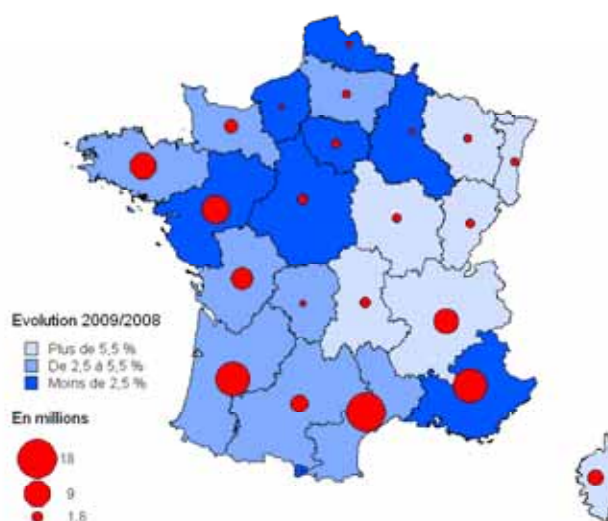 Evolution 2009/2008
Plus de 5,5 %
De 2,5 à 5,5 %
Moins de 2,5 %
En millions
18
9
1,8